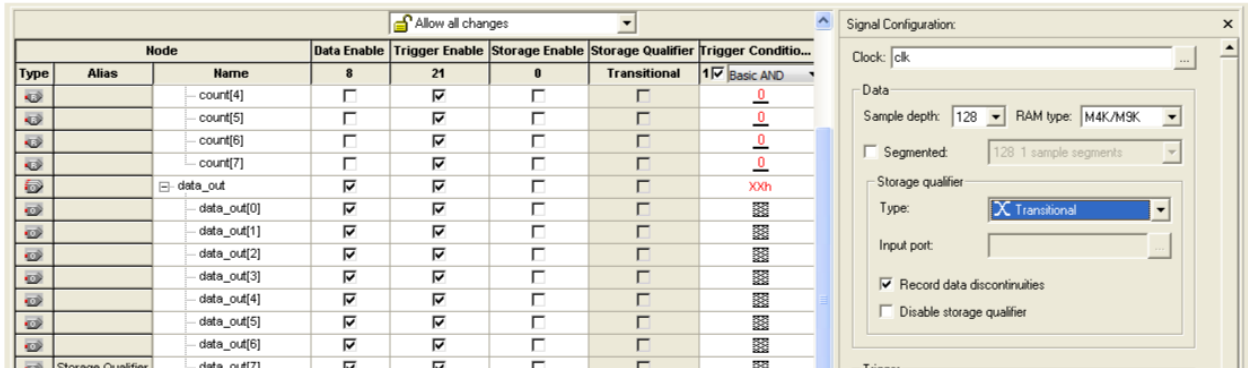 Allow all changes
Signal Configuration:
Node Data Enable Trigger Enable Storage Enable Storage Qualifier Trigger Conditio...
Clock: clk ...
Type Alias Name 8 21 0 Transitional 1 Basic AND
Data
count[4] 0
count[5] 0
Sample depth: 128 RAM type: M4K/M9K
count[6] 0
Segmented: 128 1 sample segments
count[7] 0
data_out XXh
Storage qualifier
data_out[0]
Type: Transitional
data_out[1]
data_out[2]
Input port: ...
data_out[3]
Record data discontinuities
data_out[4]
Disable storage qualifier
data_out[5]
data_out[6]
Storage Qualifier data_out[7]
Trigger